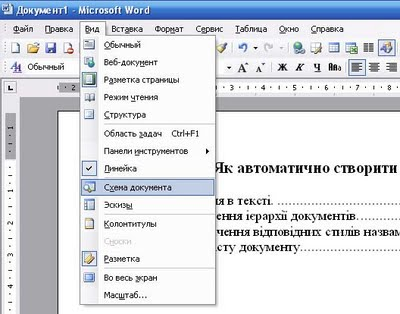 Документ1 - Microsoft Word
Файл Правка Вид Вставка Формат Сервис Таблица Окно Справка
Обычный
Обычный
Веб-документ
Разметка страницы
Режим чтения
Структура
Область задач Ctrl+F1
Панели инструментов
Линейка
Схема документа
Эскизы
Колонтитулы
Сноски
Разметка
Во весь экран
Масштаб...
Як автоматично створити
я в тексті. ...............
ення ієрархії документів...........
чення відповідних стилів назвам
сту документу.....................